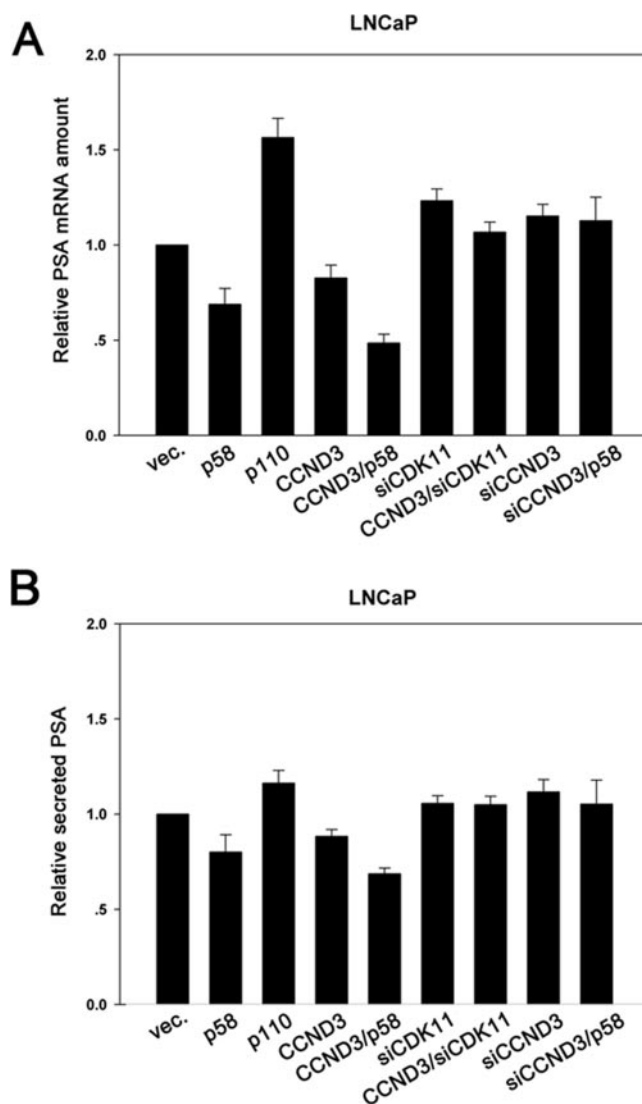 A
LNCaP
Relative PSA mRNA amount
2.0
1.5
1.0
.5
0.0
vec.
p58
p110
CCND3
CCND3/p58
siCDK11
CCND3/siCDK11
siCCND3
siCCND3/p58
B
LNCaP
Relative secreted PSA
2.0
1.5
1.0
.5
0.0
vec.
p58
p110
CCND3
CCND3/p58
siCDK11
CCND3/siCDK11
siCCND3
siCCND3/p58